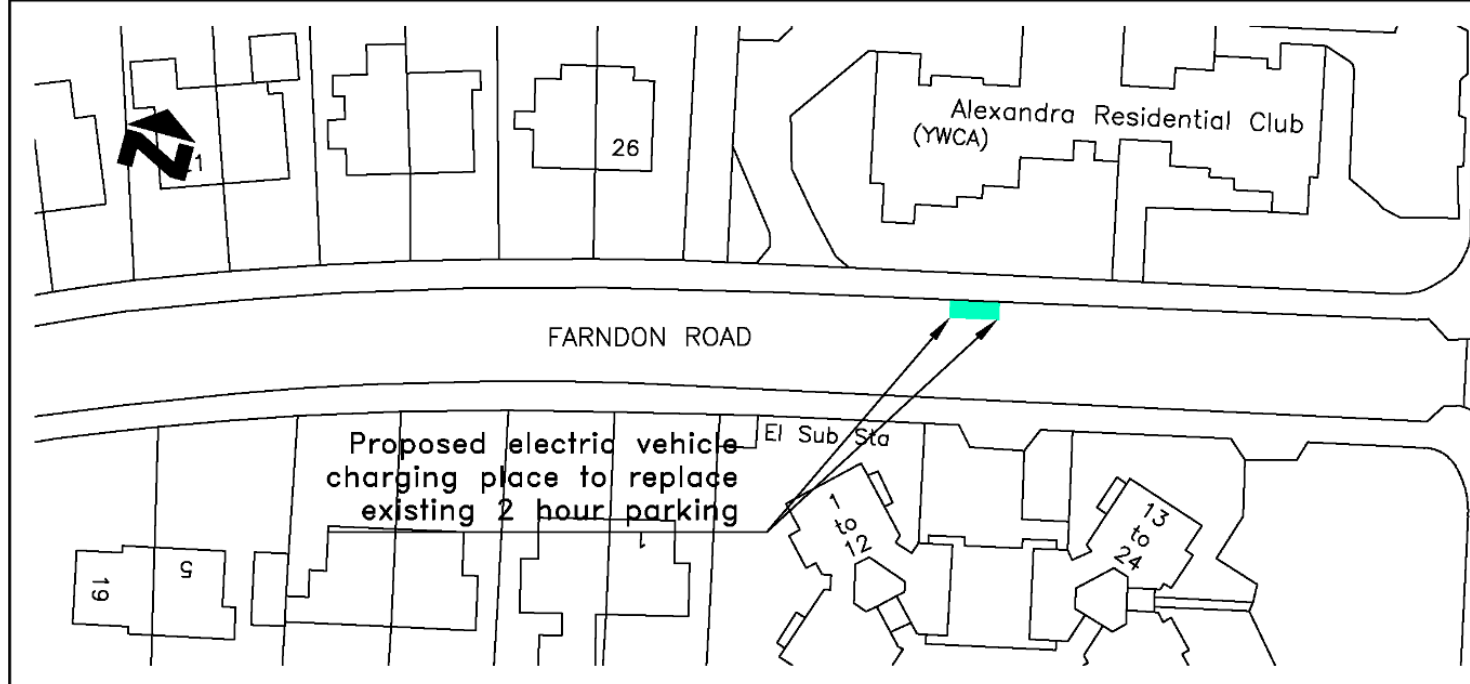 Alexandra Residential Club
(YWCA)
26
FARNDON ROAD
Proposed electric vehicle
charging place to replace
existing 2 hour parking
El Sub Sta
1
to
12
13
to
24
19
5
1
N